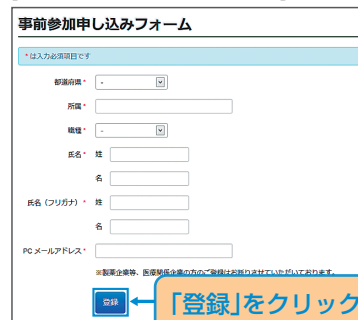 事前参加申し込みフォーム
*は入力必須項目です
都道府県* -
所属*
職種* -
氏名* 姓
名
氏名（フリガナ）* 姓
名
PCメールアドレス*
※製薬企業等、医療関係企業の方のご登録はお断りさせていただいております。
登録
「登録」をクリック